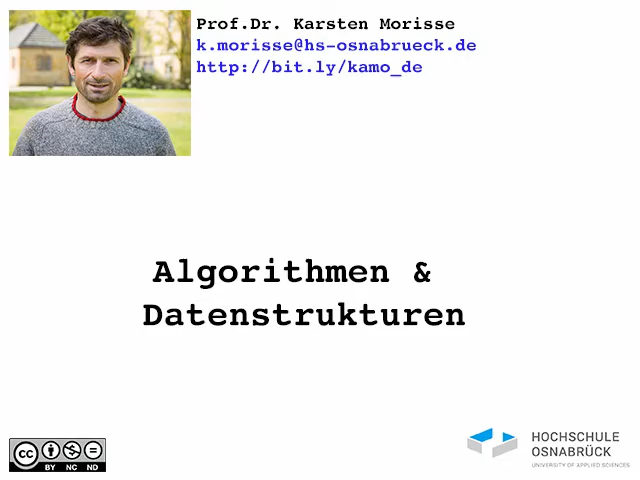 Prof.Dr. Karsten Morisse
k.morisse@hs-osnabrueck.de
http://bit.ly/kamo_de
Algorithmen &
Datenstrukturen
cc
BY NC ND
HOCHSCHULE
OSNABRÜCK
UNIVERSITY OF APPLIED SCIENCES